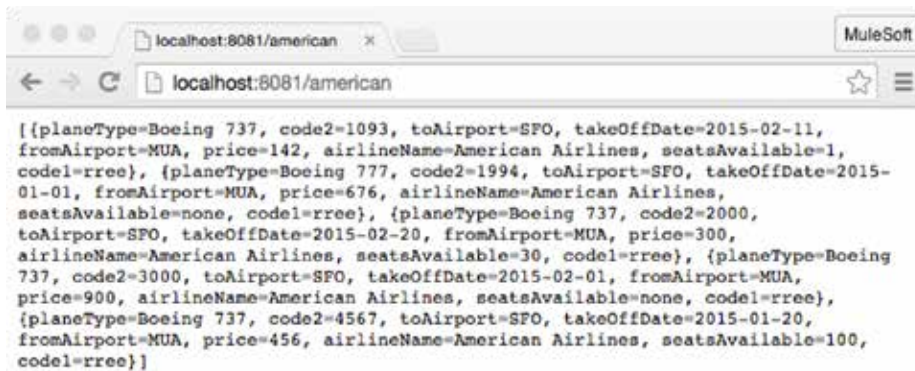 localhost:8081/american
MuleSoft
localhost:8081/american
[{planeType=Boeing 737, code2=1093, toAirport=SFO, takeOffDate=2015-02-11,
fromAirport=MUA, price=142, airlineName=American Airlines, seatsAvailable=1,
code1=rree}, {planeType=Boeing 777, code2=1994, toAirport=SFO, takeOffDate=2015-
01-01, fromAirport=MUA, price=676, airlineName=American Airlines,
seatsAvailable=none, code1=rree}, {planeType=Boeing 737, code2=2000,
toAirport=SFO, takeOffDate=2015-02-20, fromAirport=MUA, price=300,
airlineName=American Airlines, seatsAvailable=30, code1=rree}, {planeType=Boeing
737, code2=3000, toAirport=SFO, takeOffDate=2015-02-01, fromAirport=MUA,
price=900, airlineName=American Airlines, seatsAvailable=none, code1=rree},
{planeType=Boeing 737, code2=4567, toAirport=SFO, takeOffDate=2015-01-20,
fromAirport=MUA, price=456, airlineName=American Airlines, seatsAvailable=100,
code1=rree}]